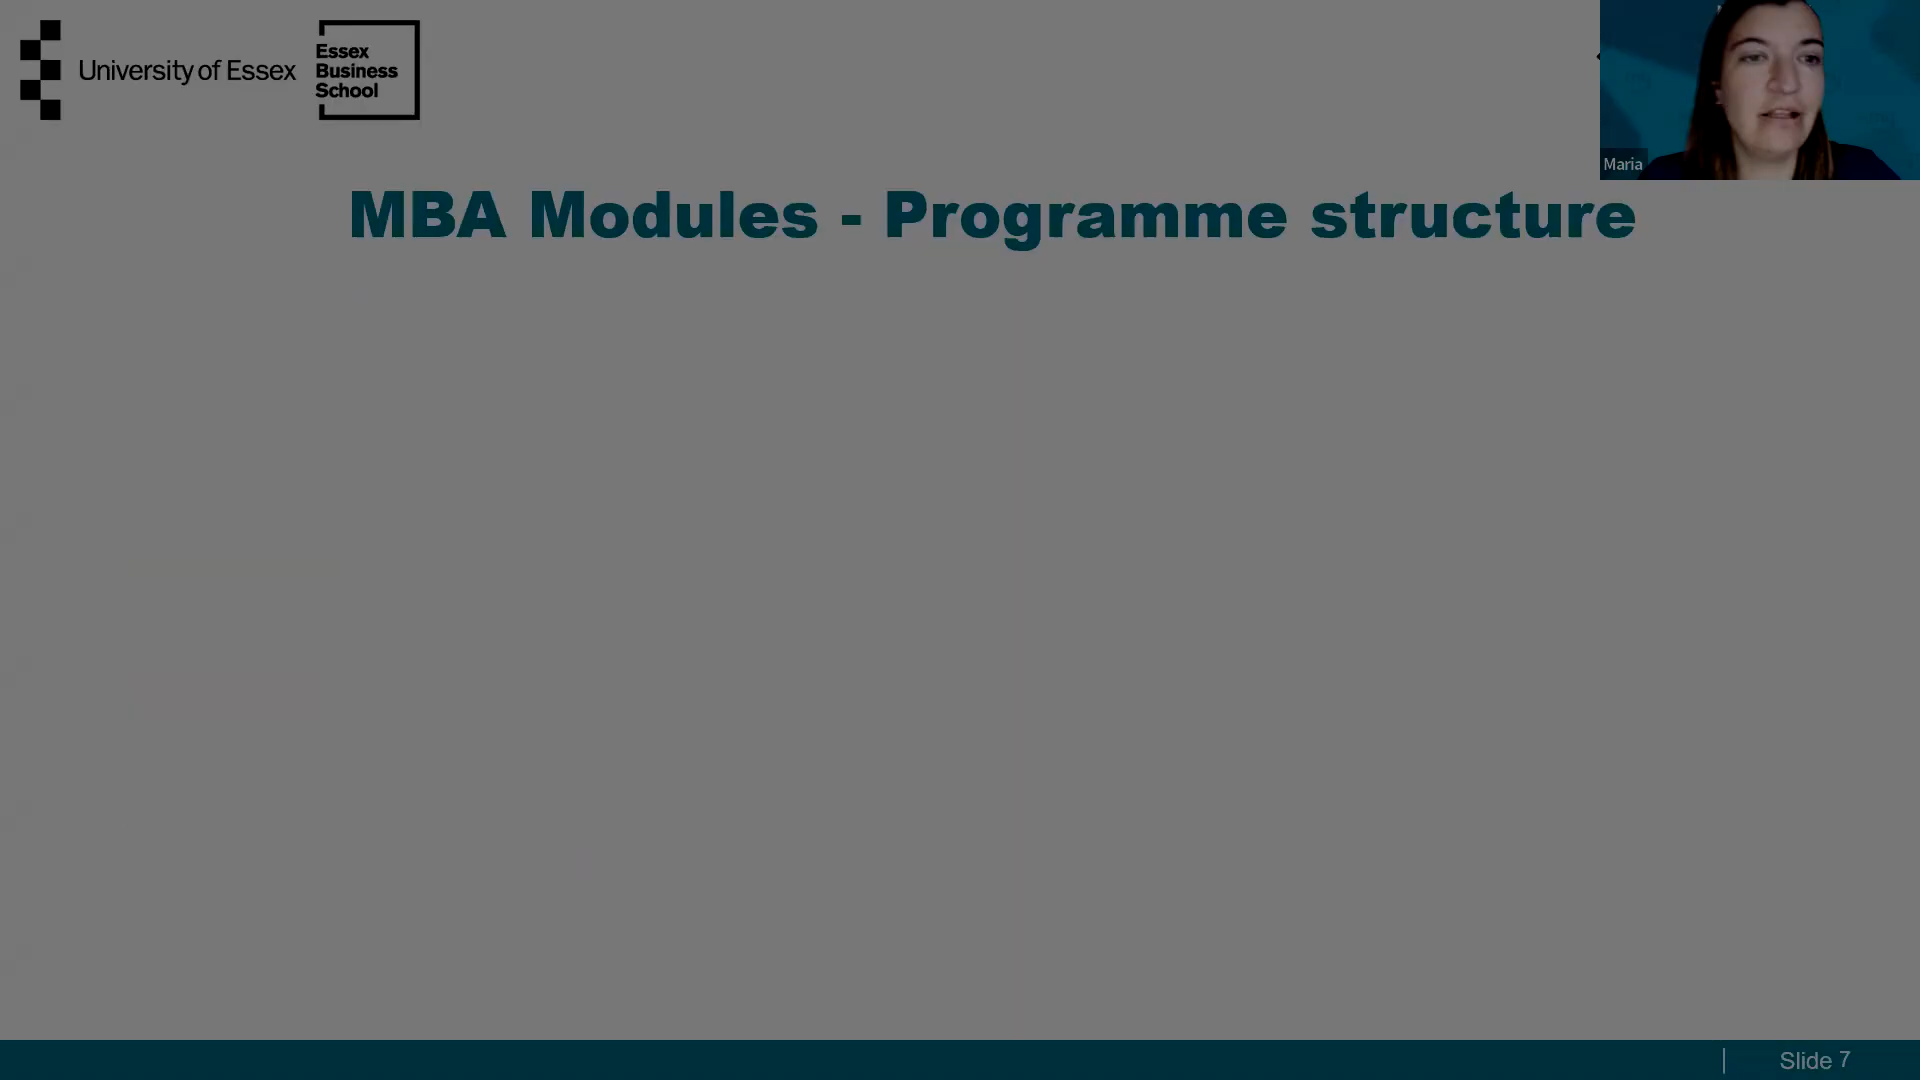 University of Essex
Essex
Business
School
Maria
MBA Modules - Programme structure
Slide 7